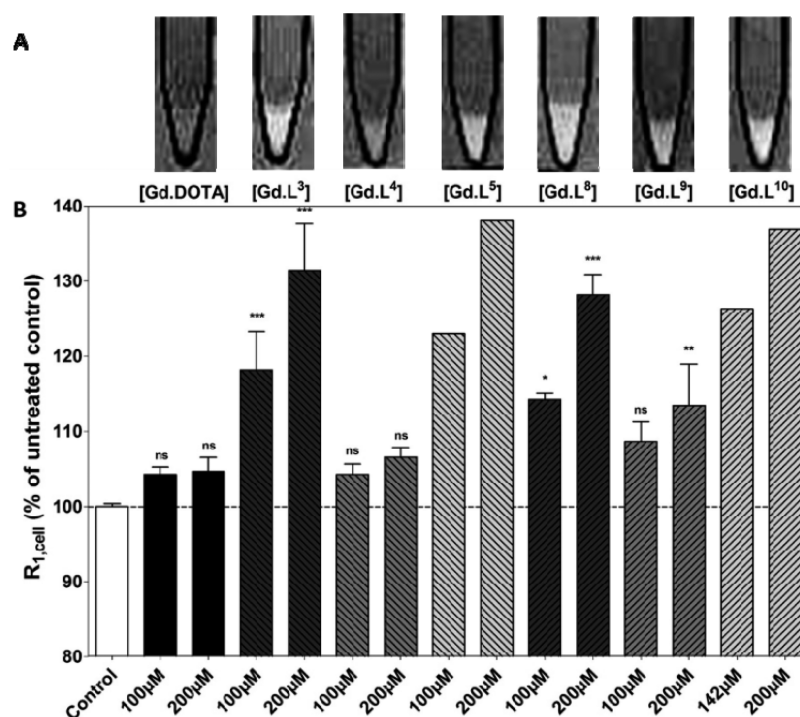 A
[Gd.DOTA] [Gd.L³] [Gd.L⁴] [Gd.L⁵] [Gd.L⁸] [Gd.L⁹] [Gd.L¹⁰]
B
140
130
120
110
100
90
80
R1,cell (% of untreated control)
ns ns *** *** ns ns * *** ns **
Control 100µM 200µM 100µM 200µM 100µM 200µM 100µM 200µM 100µM 200µM 100µM 200µM 142µM 200µM